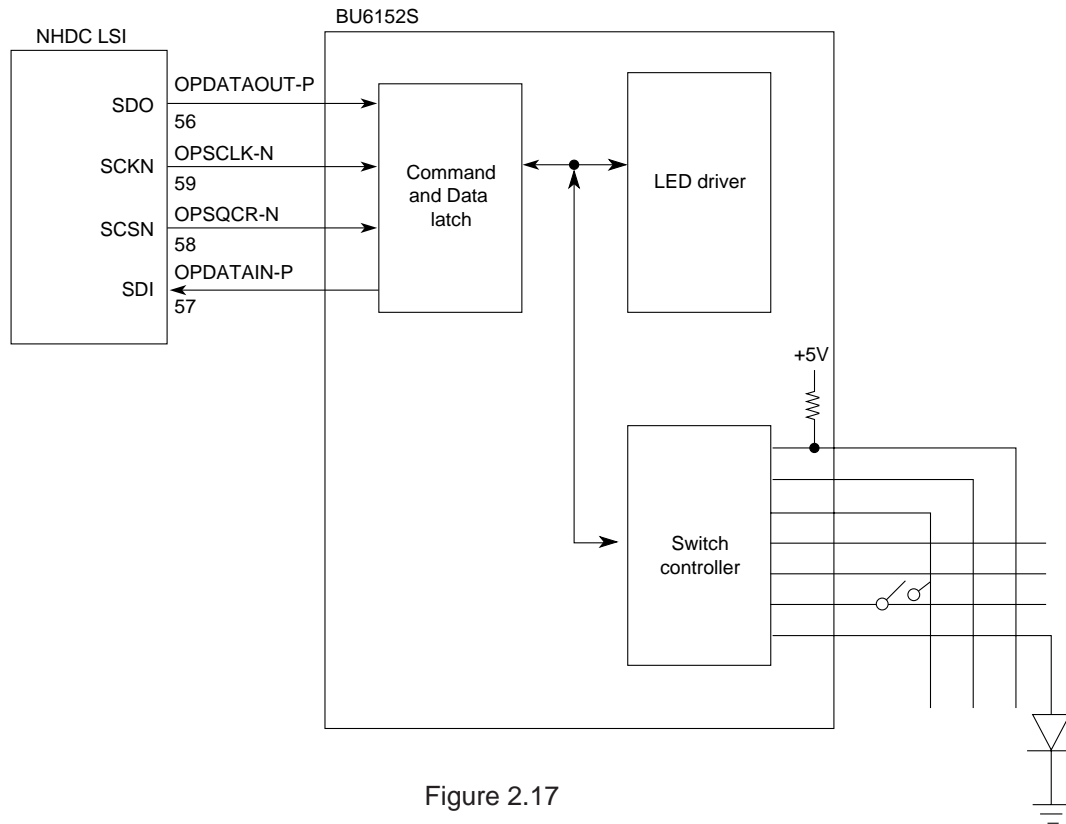 BU6152S
NHDC LSI
SDO
OPDATAOUT-P
56
SCKN
OPSCLK-N
59
SCSN
OPSQCR-N
58
SDI
OPDATAIN-P
57
Command
and Data
latch
LED driver
+5V
Switch
controller
Figure 2.17